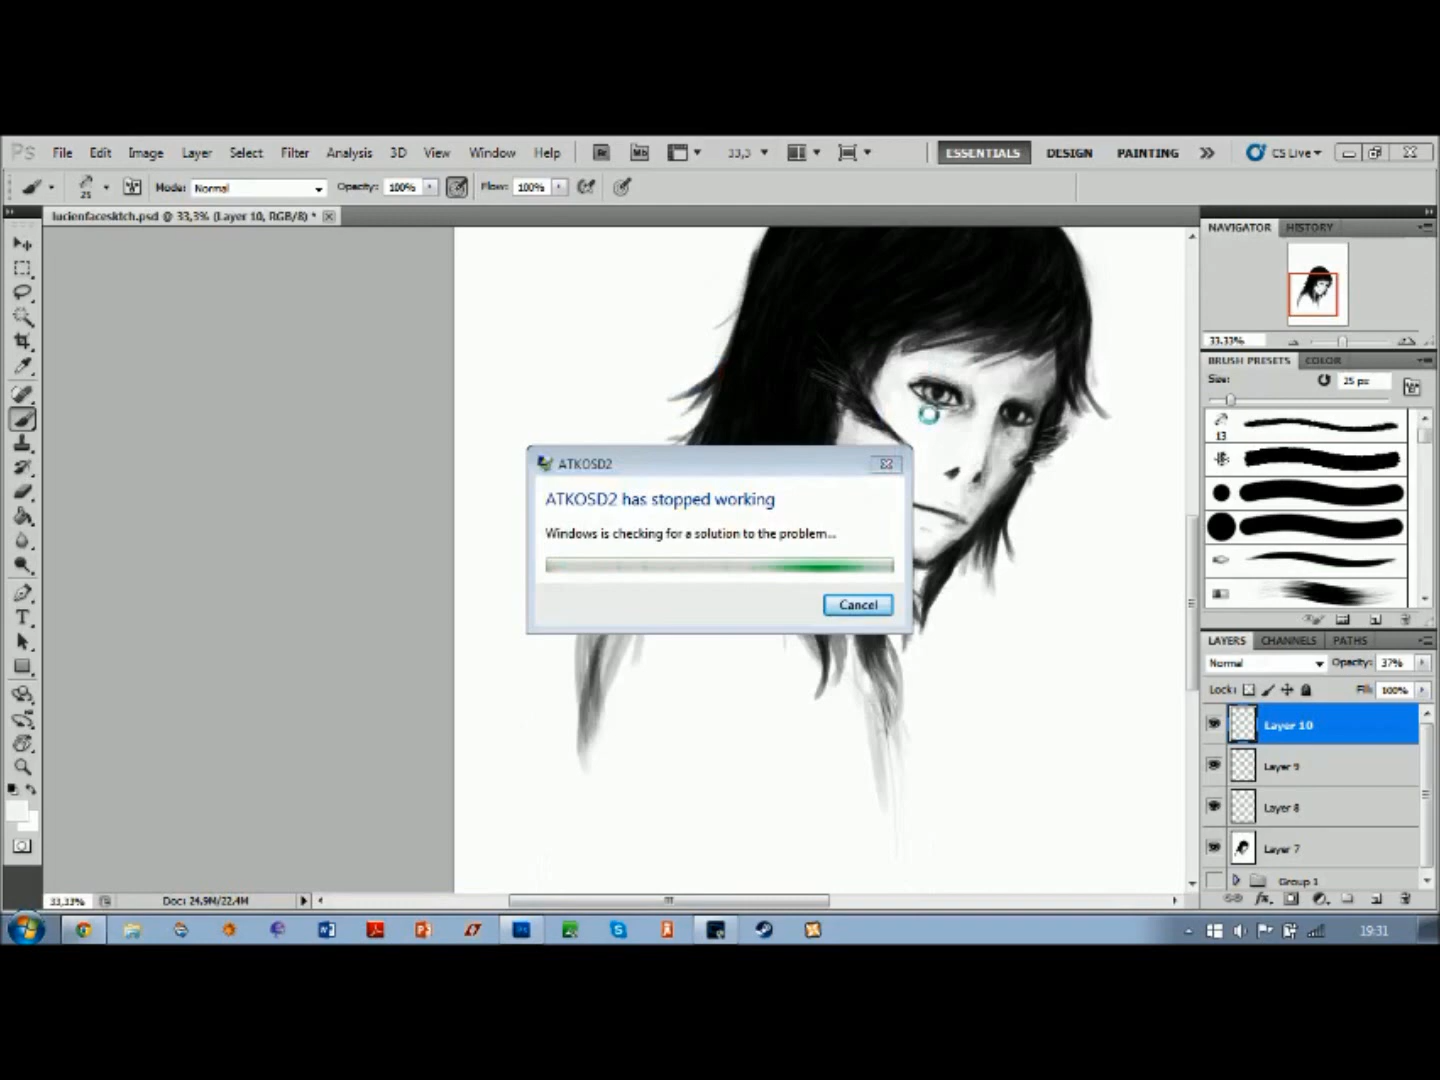 Ps File Edit Image Layer Select Filter Analysis 3D View Window Help Br Mb 33,3 ESSENTIALS DESIGN PAINTING CS Live
25 Mode: Normal Opacity: 100% Flow: 100%
lucienfacesktch.psd @ 33,3% (Layer 10, RGB/8) *
NAVIGATOR HISTORY
33.33%
BRUSH PRESETS COLOR
Size: 25 px
13
ATKOSD2
ATKOSD2 has stopped working
Windows is checking for a solution to the problem...
Cancel
LAYERS CHANNELS PATHS
Normal Opacity: 37%
Lock: Fill: 100%
Layer 10
Layer 9
Layer 8
Layer 7
Group 1
33,33% Doc: 24,9M/22,4M
19:31